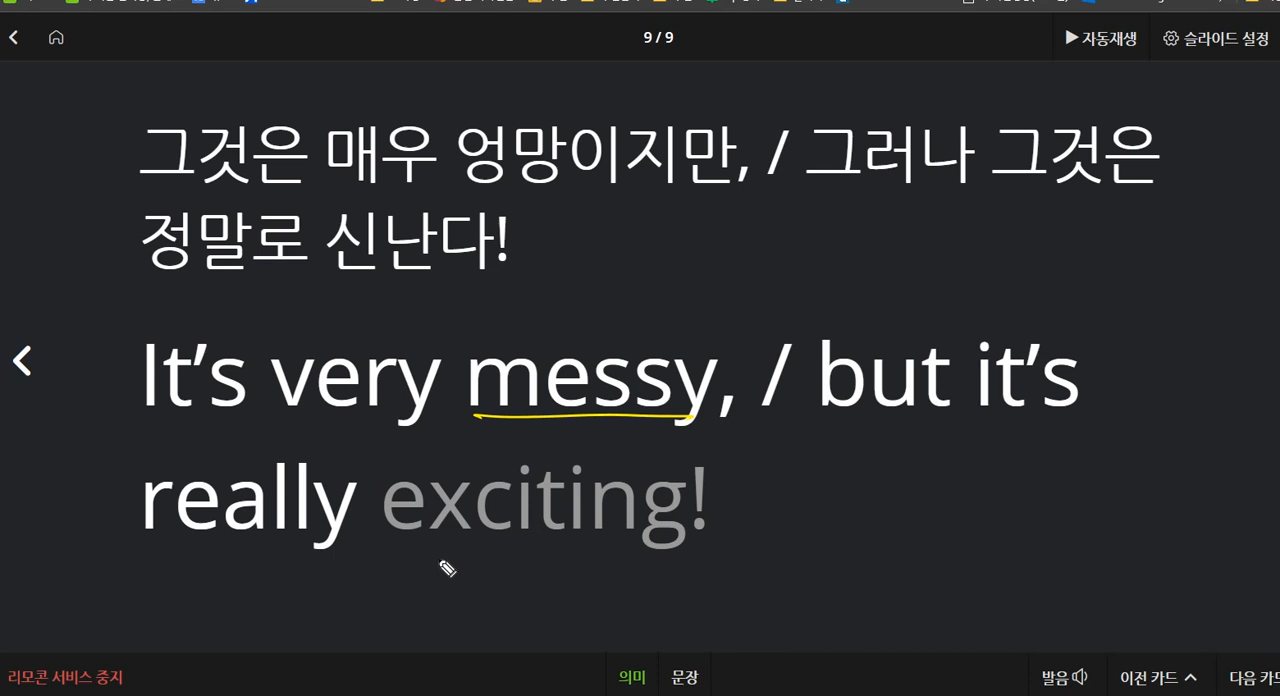 9 / 9
▶ 자동재생
슬라이드 설정
그것은 매우 엉망이지만, / 그러나 그것은
정말로 신난다!
It’s very messy, / but it’s
really exciting!
리모콘 서비스 중지
의미
문장
발음
이전 카드
다음